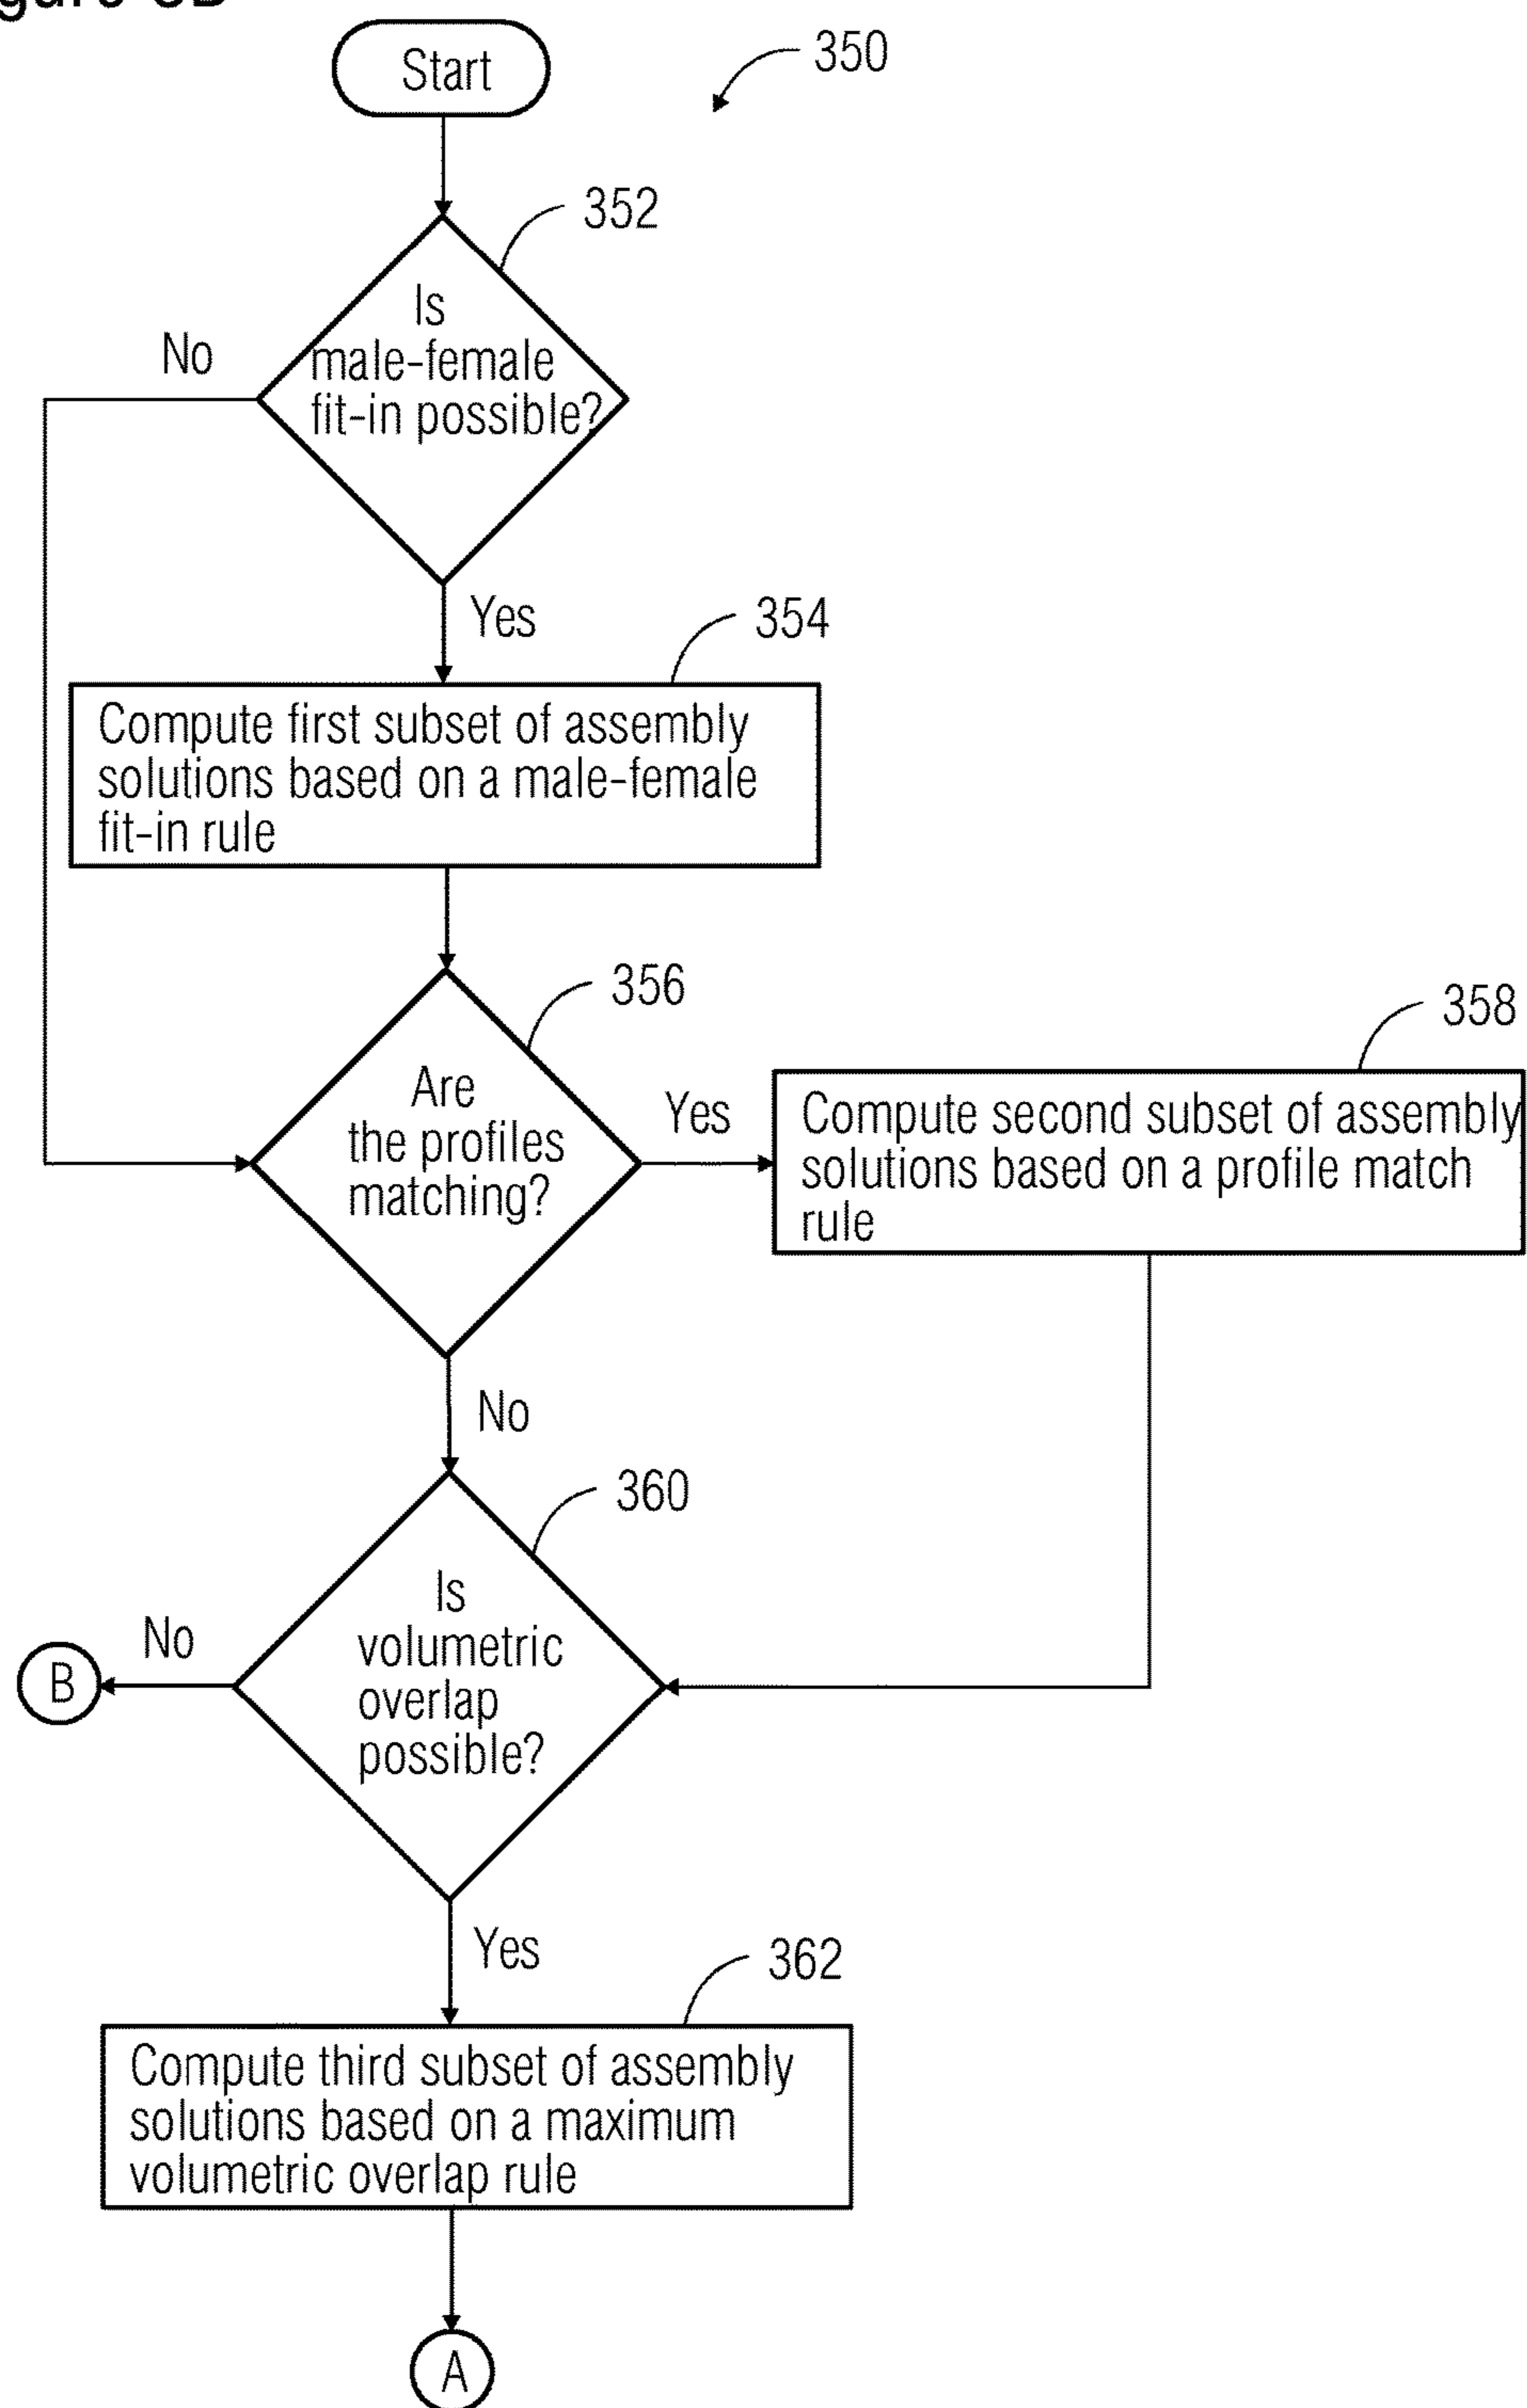 Start
350
352
Is
male-female
fit-in possible?
No
Yes
354
Compute first subset of assembly
solutions based on a male-female
fit-in rule
356
358
Are
the profiles
matching?
Yes
Compute second subset of assembly
solutions based on a profile match
rule
No
360
Is
volumetric
overlap
possible?
No
B
Yes
362
Compute third subset of assembly
solutions based on a maximum
volumetric overlap rule
A